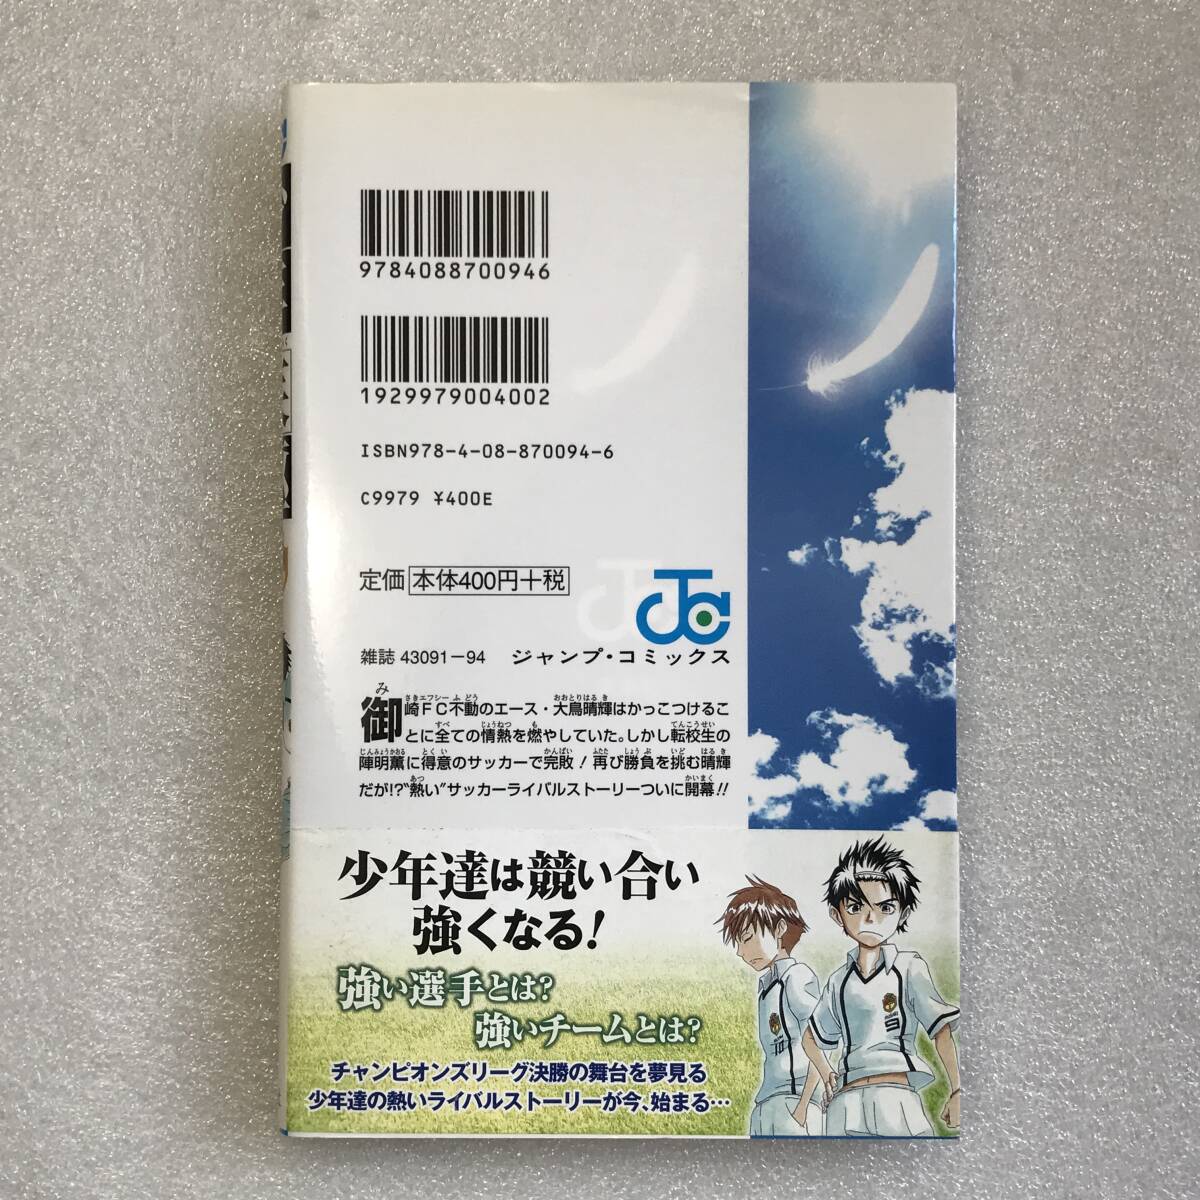 9784088700946
1929979004002
ISBN978-4-08-870094-6
C9979 ¥400E
定価 本体400円+税
雑誌 43091-94 ジャンプ・コミックス
御崎FC不動のエース・大鳥晴輝はかっこつけるこ
とに全ての情熱を燃やしていた。しかし転校生の
陣明薫に得意のサッカーで完敗!再び勝負を挑む晴輝
だが!?“熱い”サッカーライバルストーリーついに開幕!!
少年達は競い合い
強くなる!
強い選手とは?
強いチームとは?
チャンピオンズリーグ決勝の舞台を夢見る
少年達の熱いライバルストーリーが今、始まる…
10
9